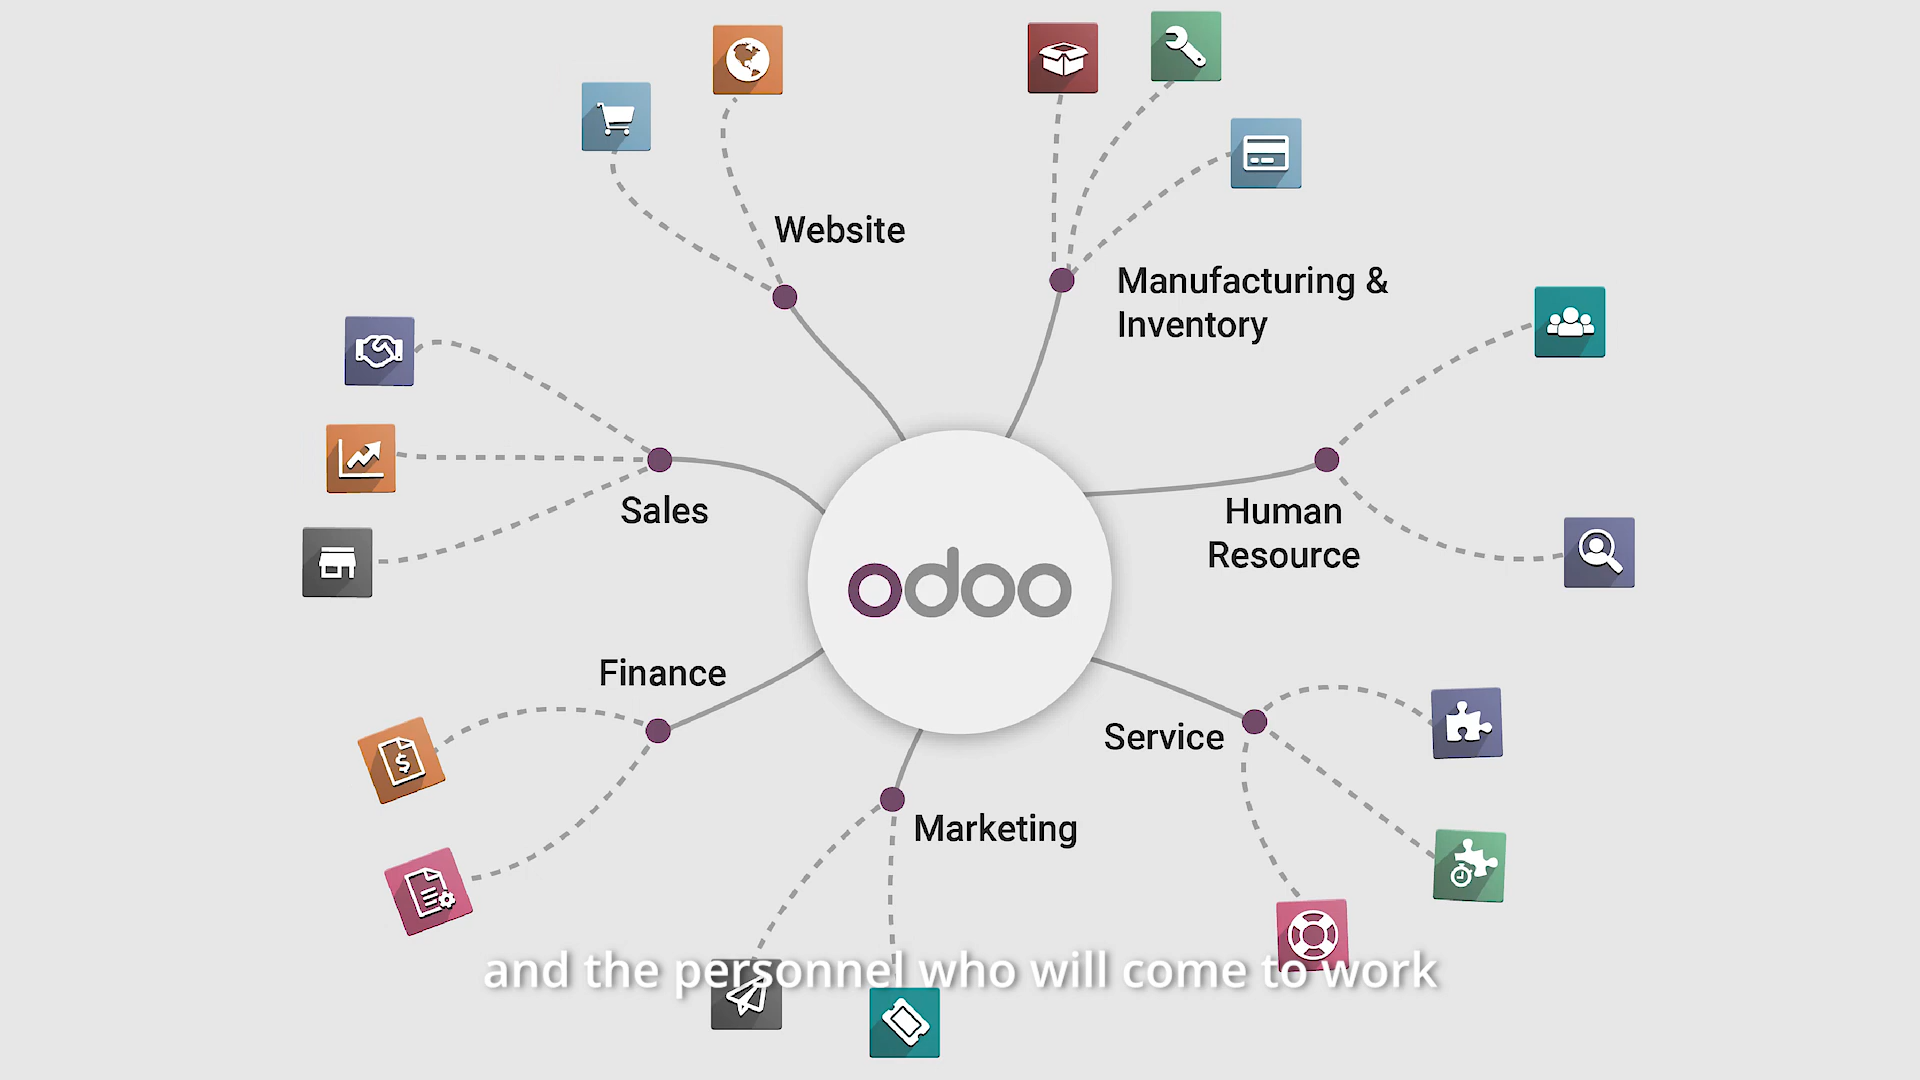 Website
Manufacturing &
Inventory
Sales
Human
Resource
odoo
Finance
Service
Marketing
and the personnel who will come to work